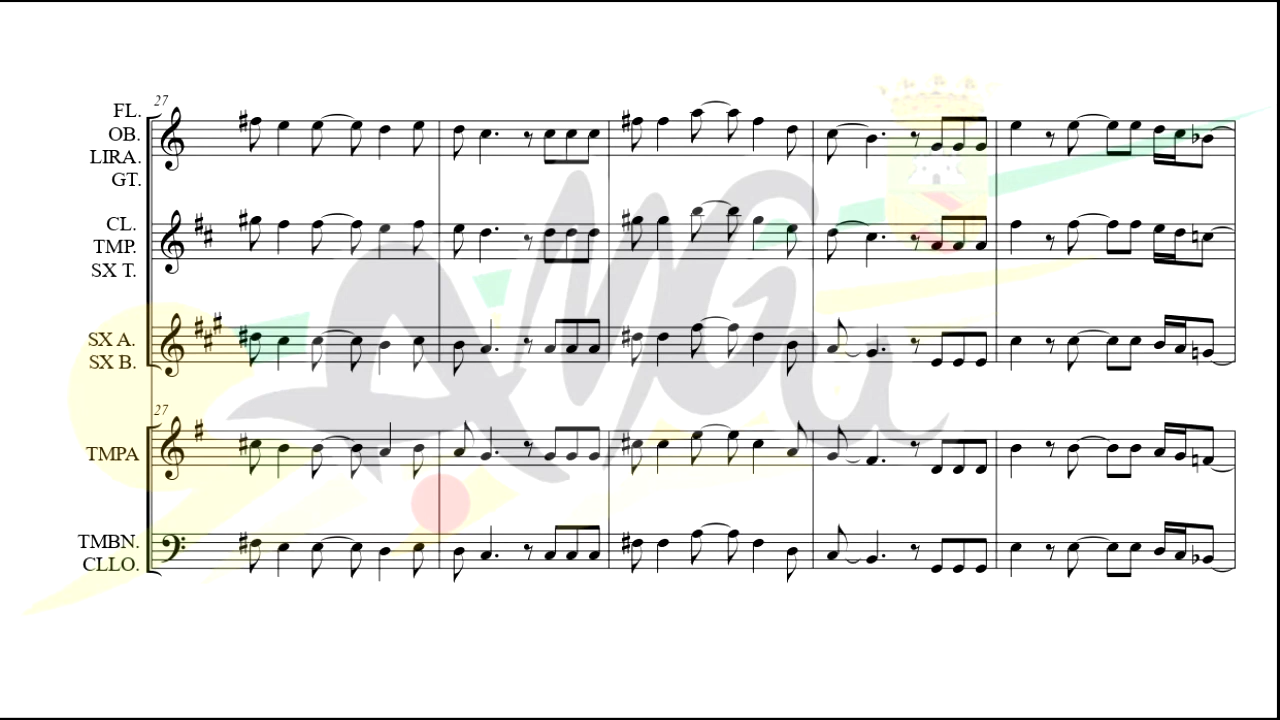 27
FL.
OB.
LIRA.
GT.
CL.
TMP.
SX T.
SX A.
SX B.
27
TMPA
TMBN.
CLLO.